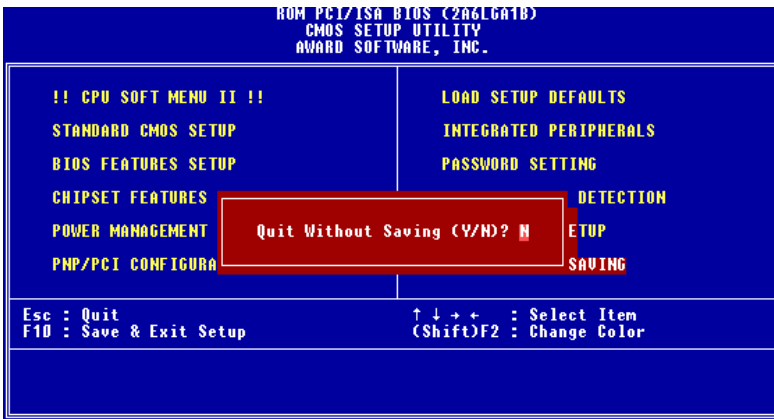 ROM PCI/ISA BIOS (2A6LGA1B)
CMOS SETUP UTILITY
AWARD SOFTWARE, INC.
!! CPU SOFT MENU II !!
STANDARD CMOS SETUP
BIOS FEATURES SETUP
CHIPSET FEATURES
POWER MANAGEMENT
PNP/PCI CONFIGURA
LOAD SETUP DEFAULTS
INTEGRATED PERIPHERALS
PASSWORD SETTING
DETECTION
ETUP
SAVING
Quit Without Saving (Y/N)? N
Esc : Quit
F10 : Save & Exit Setup
↑ ↓ → ← : Select Item
(Shift)F2 : Change Color